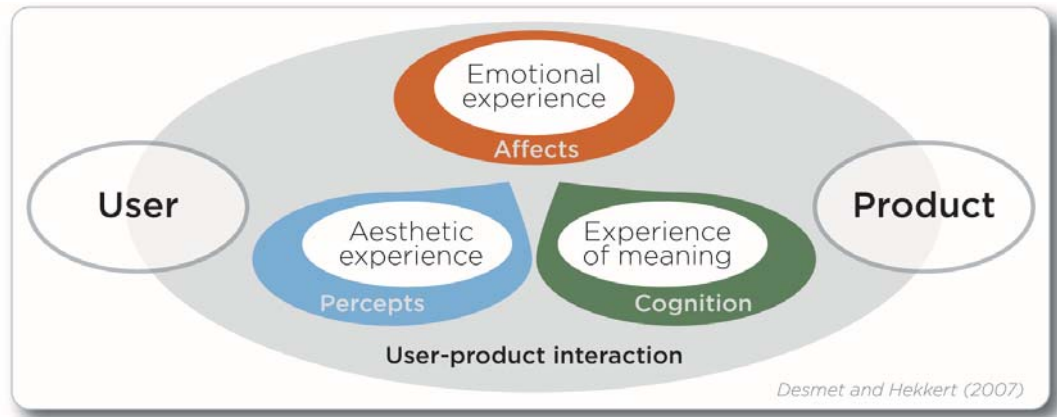 Emotional
experience
Affects
User
Product
Aesthetic
experience
Experience
of meaning
Percepts
Cognition
User-product interaction
Desmet and Hekkert (2007)